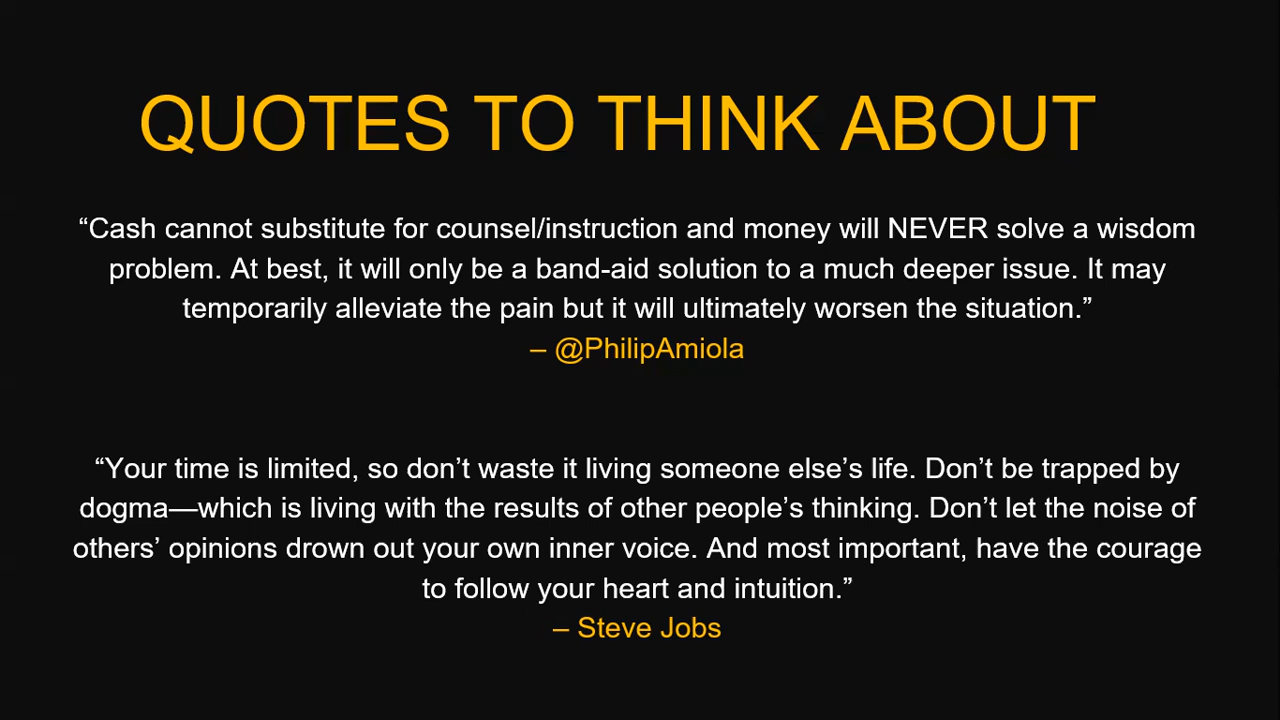 QUOTES TO THINK ABOUT
“Cash cannot substitute for counsel/instruction and money will NEVER solve a wisdom
problem. At best, it will only be a band-aid solution to a much deeper issue. It may
temporarily alleviate the pain but it will ultimately worsen the situation.”
– @PhilipAmiola
“Your time is limited, so don’t waste it living someone else’s life. Don’t be trapped by
dogma—which is living with the results of other people’s thinking. Don’t let the noise of
others’ opinions drown out your own inner voice. And most important, have the courage
to follow your heart and intuition.”
– Steve Jobs